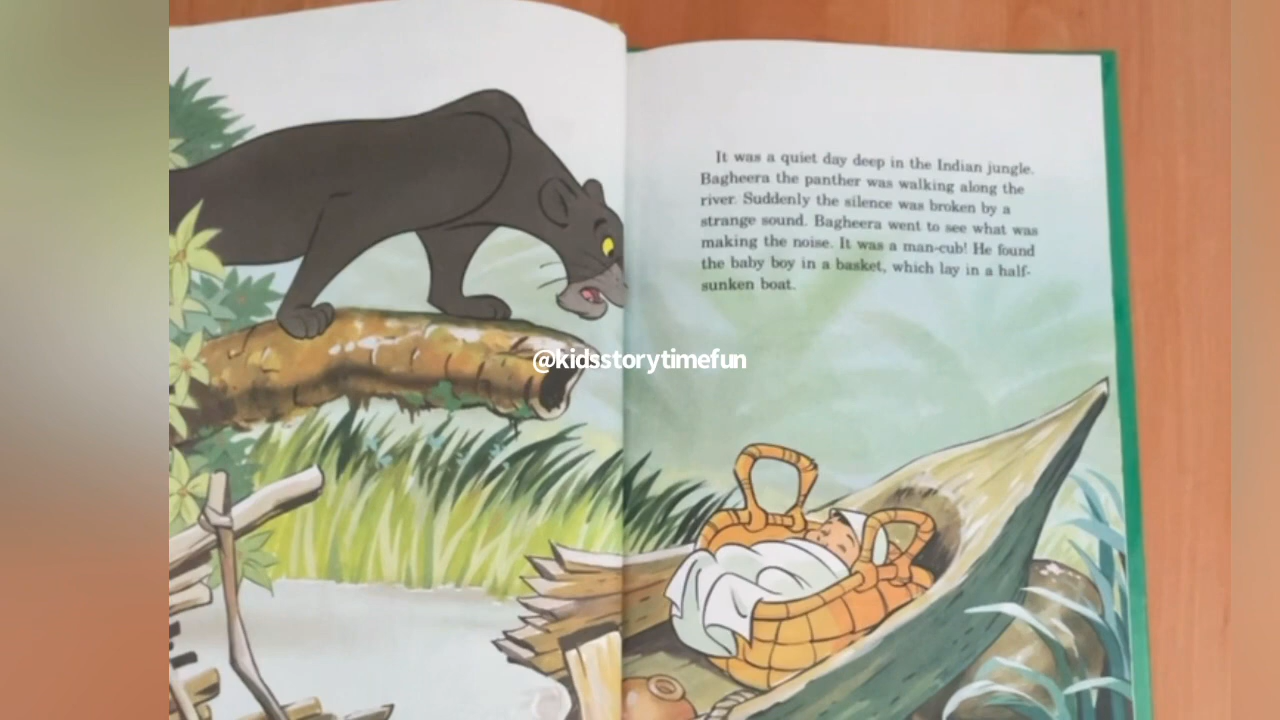 It was a quiet day deep in the Indian jungle.
Bagheera the panther was walking along the
river. Suddenly the silence was broken by a
strange sound. Bagheera went to see what was
making the noise. It was a man-cub! He found
the baby boy in a basket, which lay in a half-
sunken boat.
@kidsstorytimefun